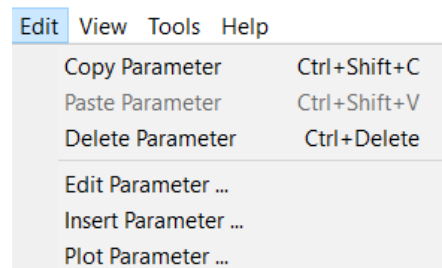 Edit View Tools Help
Copy Parameter Ctrl+Shift+C
Paste Parameter Ctrl+Shift+V
Delete Parameter Ctrl+Delete
Edit Parameter ...
Insert Parameter ...
Plot Parameter ...